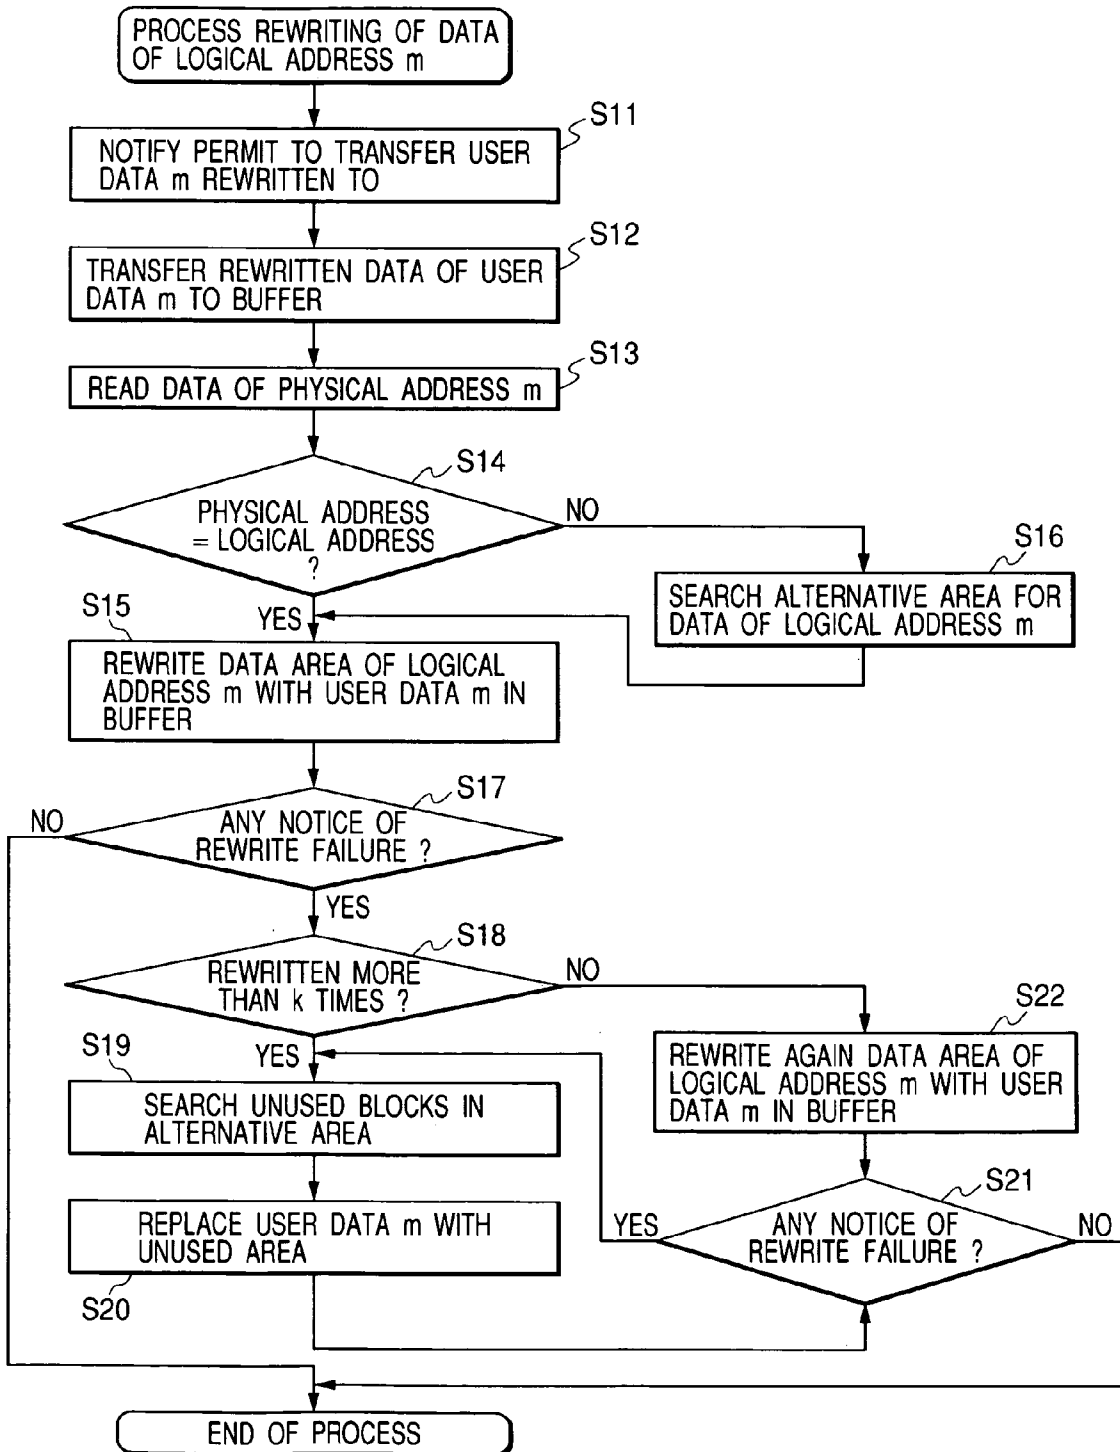 PROCESS REWRITING OF DATA
OF LOGICAL ADDRESS m
S11
NOTIFY PERMIT TO TRANSFER USER
DATA m REWRITTEN TO
S12
TRANSFER REWRITTEN DATA OF USER
DATA m TO BUFFER
S13
READ DATA OF PHYSICAL ADDRESS m
S14
PHYSICAL ADDRESS
= LOGICAL ADDRESS
?
NO
YES
S16
SEARCH ALTERNATIVE AREA FOR
DATA OF LOGICAL ADDRESS m
S15
REWRITE DATA AREA OF LOGICAL
ADDRESS m WITH USER DATA m IN
BUFFER
S17
ANY NOTICE OF
REWRITE FAILURE ?
NO
YES
S18
REWRITTEN MORE
THAN k TIMES ?
NO
YES
S22
REWRITE AGAIN DATA AREA OF
LOGICAL ADDRESS m WITH USER
DATA m IN BUFFER
S19
SEARCH UNUSED BLOCKS IN
ALTERNATIVE AREA
S21
ANY NOTICE OF
REWRITE FAILURE ?
YES
NO
REPLACE USER DATA m WITH
UNUSED AREA
S20
END OF PROCESS